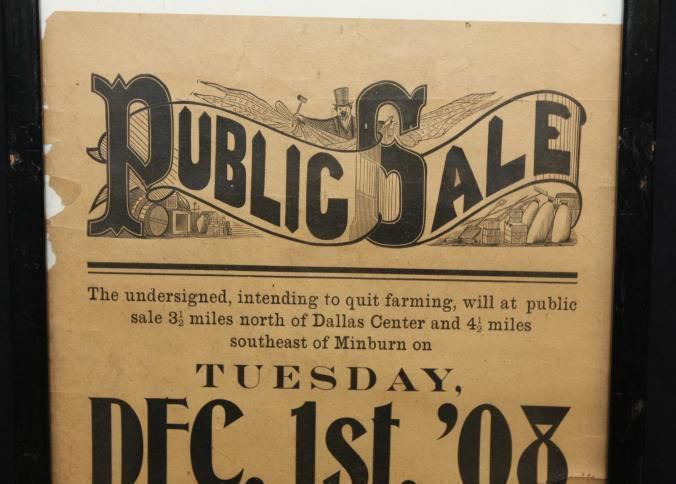 PUBLIC SALE
The undersigned, intending to quit farming, will at public
sale 3½ miles north of Dallas Center and 4½ miles
southeast of Minburn on
TUESDAY,
DEC. 1st, '08